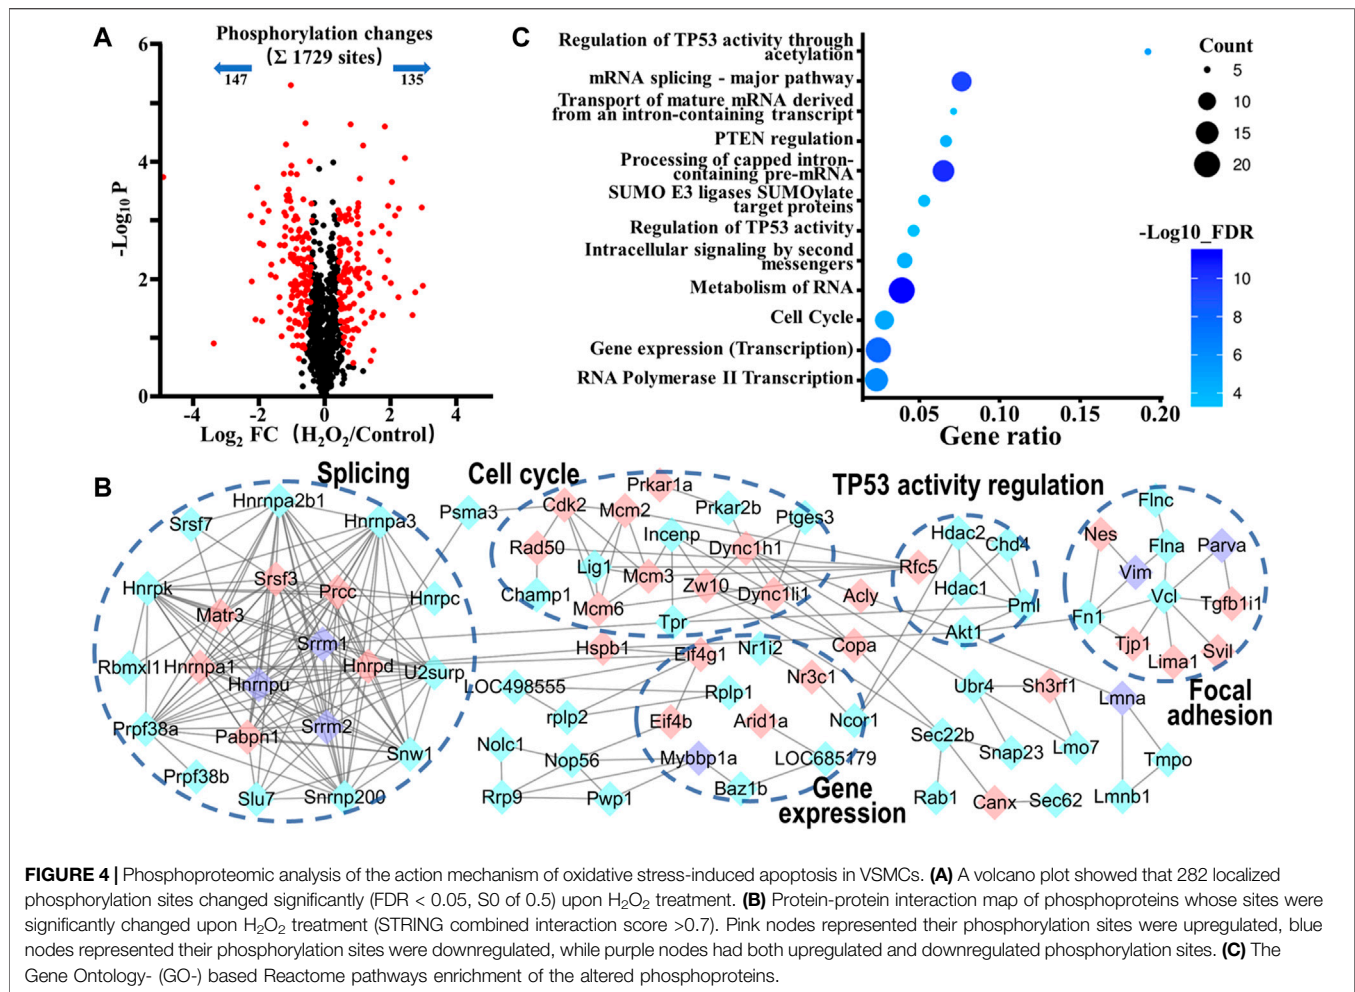 A
Phosphorylation changes
(Σ 1729 sites)
147
135
6
4
2
0
-Log10 P
-4
-2
0
2
4
Log2 FC (H2O2/Control)
C
Regulation of TP53 activity through
acetylation
mRNA splicing - major pathway
Transport of mature mRNA derived
from an intron-containing transcript
PTEN regulation
Processing of capped intron-
containing pre-mRNA
SUMO E3 ligases SUMOylate
target proteins
Regulation of TP53 activity
Intracellular signaling by second
messengers
Metabolism of RNA
Cell Cycle
Gene expression (Transcription)
RNA Polymerase II Transcription
0.05
0.10
0.15
0.20
Gene ratio
Count
5
10
15
20
-Log10_FDR
10
8
6
4
B
Splicing
Hnrnpa2b1
Srsf7
Hnrnpa3
Hnrpk
Srsf3
Prcc
Hnrpc
Matr3
Srrm1
Rbmxl1
Hnrnpa1
Hnrpd
U2surp
Hnrnpu
Prpf38a
Pabpn1
Srrm2
Snw1
Prpf38b
Slu7
Snrnp200
Psma3
Cell cycle
Prkar1a
Cdk2
Mcm2
Prkar2b
Ptges3
Incenp
Rad50
Dync1h1
Lig1
Mcm3
Zw10
Champ1
Dync1li1
Mcm6
Tpr
TP53 activity regulation
Hdac2
Chd4
Rfc5
Hdac1
Pml
Akt1
Acly
Copa
Hspb1
Eif4g1
Nr1i2
Nr3c1
LOC498555
Rplp1
rplp2
Eif4b
Arid1a
Ncor1
Nolc1
Nop56
Mybbp1a
LOC685179
Rrp9
Pwp1
Baz1b
Gene
expression
Flnc
Nes
Flna
Parva
Vim
Vcl
Fn1
Tgfb1i1
Tjp1
Lima1
Svil
Focal
adhesion
Ubr4
Sh3rf1
Lmna
Sec22b
Snap23
Lmo7
Tmpo
Rab1
Canx
Sec62
Lmnb1
FIGURE 4 | Phosphoproteomic analysis of the action mechanism of oxidative stress-induced apoptosis in VSMCs. (A) A volcano plot showed that 282 localized
phosphorylation sites changed significantly (FDR < 0.05, S0 of 0.5) upon H2O2 treatment. (B) Protein-protein interaction map of phosphoproteins whose sites were
significantly changed upon H2O2 treatment (STRING combined interaction score >0.7). Pink nodes represented their phosphorylation sites were upregulated, blue
nodes represented their phosphorylation sites were downregulated, while purple nodes had both upregulated and downregulated phosphorylation sites. (C) The
Gene Ontology- (GO-) based Reactome pathways enrichment of the altered phosphoproteins.